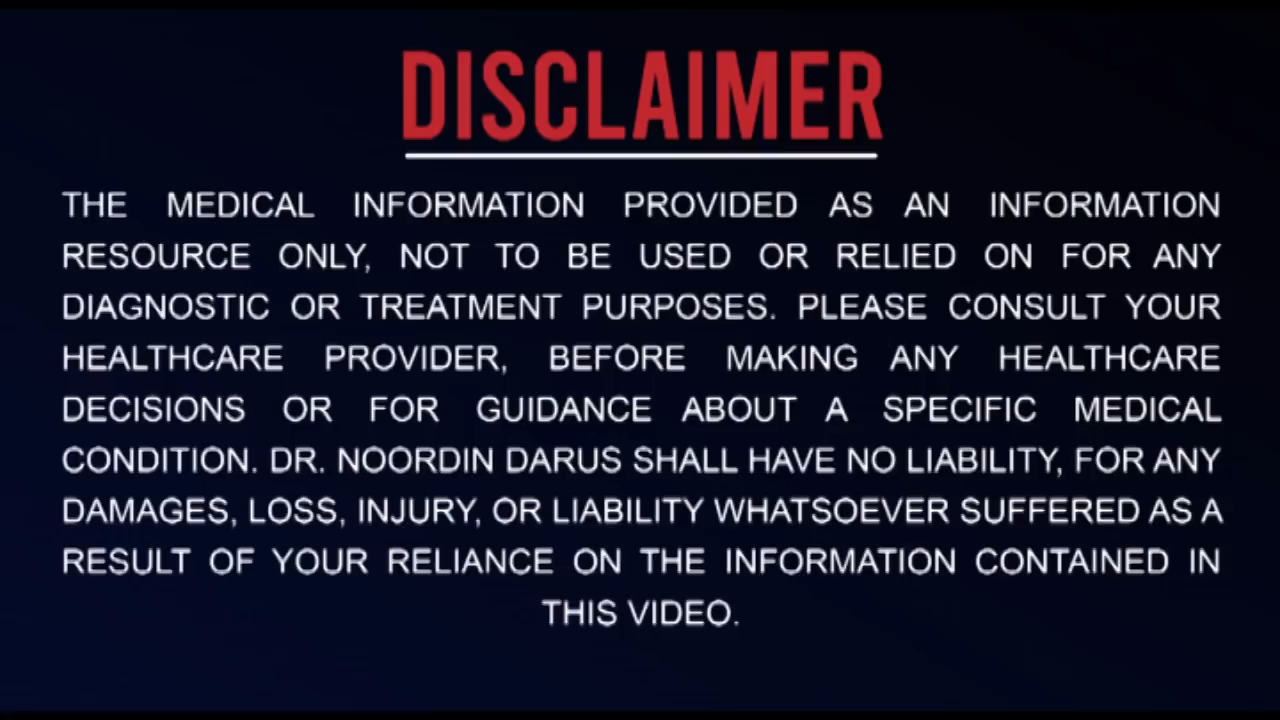 DISCLAIMER
THE MEDICAL INFORMATION PROVIDED AS AN INFORMATION
RESOURCE ONLY, NOT TO BE USED OR RELIED ON FOR ANY
DIAGNOSTIC OR TREATMENT PURPOSES. PLEASE CONSULT YOUR
HEALTHCARE PROVIDER, BEFORE MAKING ANY HEALTHCARE
DECISIONS OR FOR GUIDANCE ABOUT A SPECIFIC MEDICAL
CONDITION. DR. NOORDIN DARUS SHALL HAVE NO LIABILITY, FOR ANY
DAMAGES, LOSS, INJURY, OR LIABILITY WHATSOEVER SUFFERED AS A
RESULT OF YOUR RELIANCE ON THE INFORMATION CONTAINED IN
THIS VIDEO.